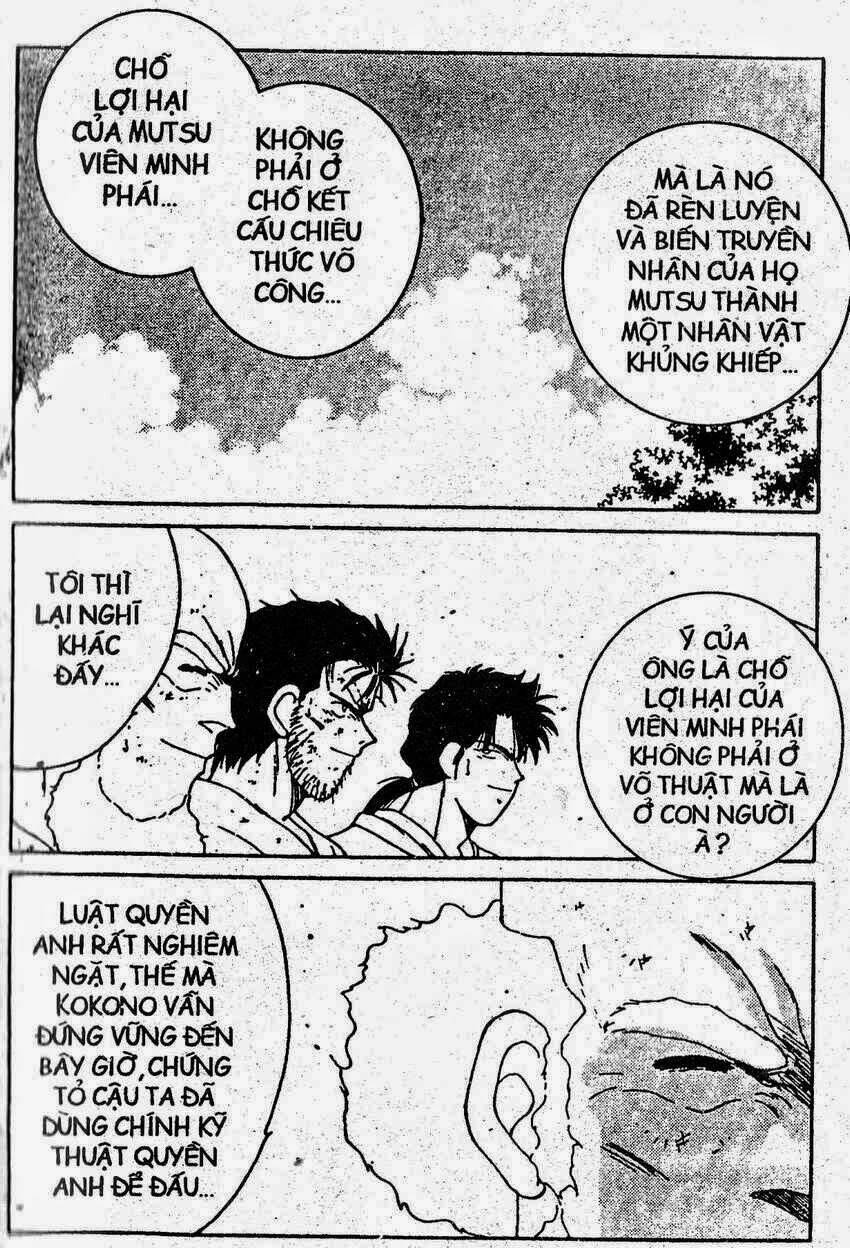 CHỖ
LỢI HẠI
CỦA MUTSU
VIÊN MINH
PHÁI...
KHÔNG
PHẢI Ở
CHỖ KẾT
CẤU CHIÊU
THỨC VÕ
CÔNG...
MÀ LÀ NÓ
ĐÃ RÈN LUYỆN
VÀ BIẾN TRUYỀN
NHÂN CỦA HỌ
MUTSU THÀNH
MỘT NHÂN VẬT
KHỦNG KHIẾP...
TÔI THÌ
LẠI NGHĨ
KHÁC
ĐẤY...
Ý CỦA
ÔNG LÀ CHỖ
LỢI HẠI CỦA
VIÊN MINH PHÁI
KHÔNG PHẢI Ở
VÕ THUẬT MÀ LÀ
Ở CON NGƯỜI
À?
LUẬT QUYỀN
ANH RẤT NGHIÊM
NGẶT, THẾ MÀ
KOKONO VẪN
ĐỨNG VỮNG ĐẾN
BÂY GIỜ, CHỨNG
TỎ CẬU TA ĐÃ
DÙNG CHÍNH KỸ
THUẬT QUYỀN
ANH ĐỂ ĐẤU...